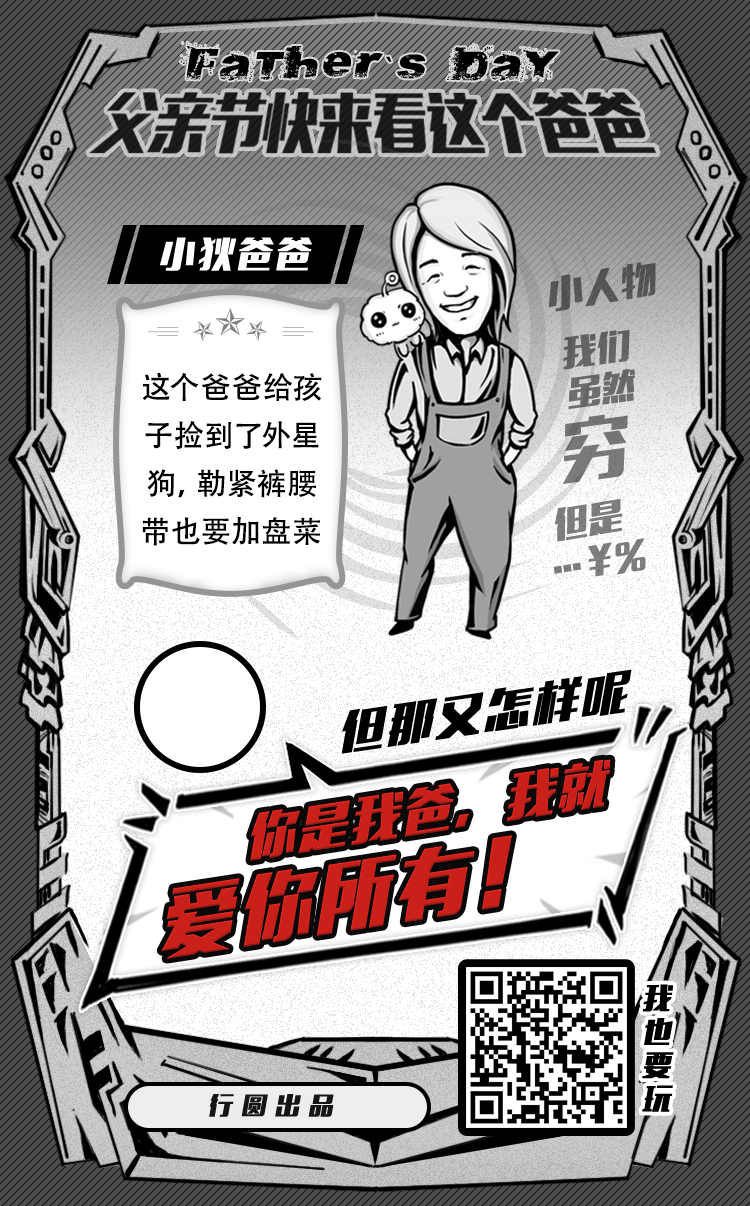 Father's Day
父亲节快来看这个爸爸
小狄爸爸
这个爸爸给孩
子捡到了外星
狗,勒紧裤腰
带也要加盘菜
小人物
我们
虽然
穷
但是
...¥%
但那又怎样呢
你是我爸,我就
爱你所有!
我也要玩
行圆出品